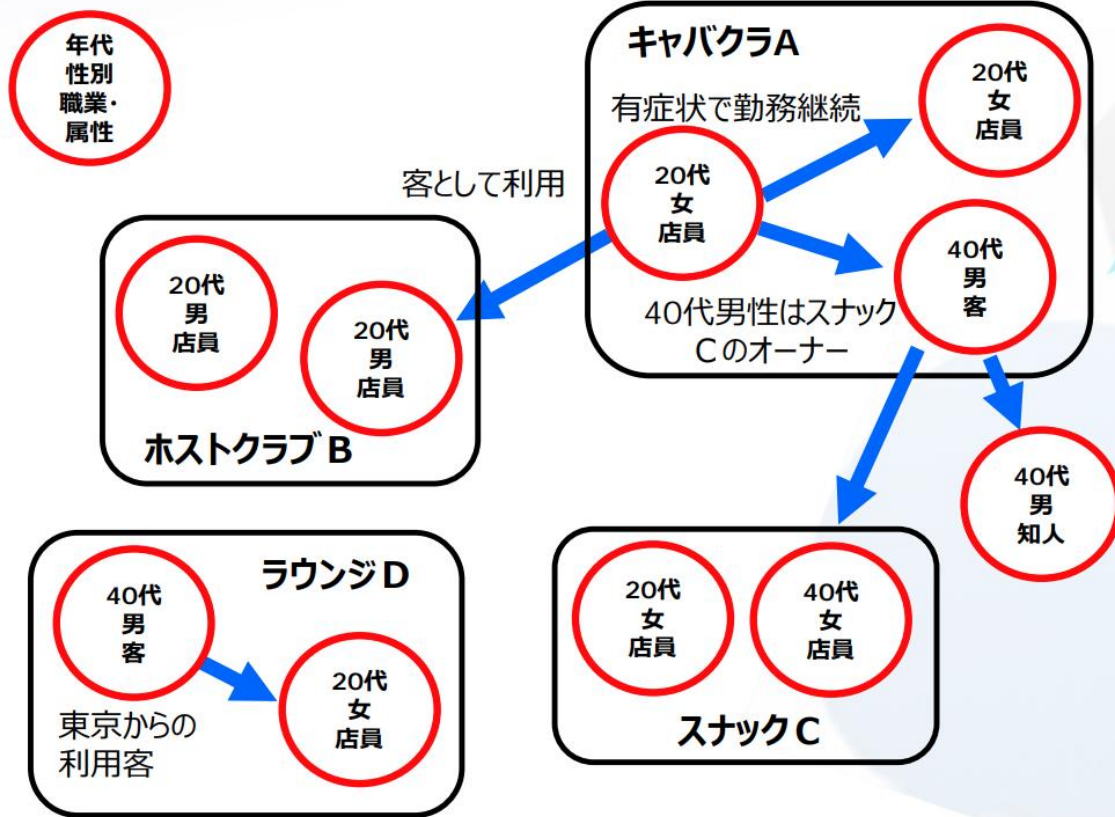 年代
性別
職業・
属性
キャバクラA
有症状で勤務継続
20代
女
店員
20代
女
店員
40代
男
客
40代男性はスナック
Cのオーナー
客として利用
20代
男
店員
20代
男
店員
ホストクラブ B
40代
男
知人
ラウンジ D
40代
男
客
20代
女
店員
東京からの
利用客
20代
女
店員
40代
女
店員
スナック C